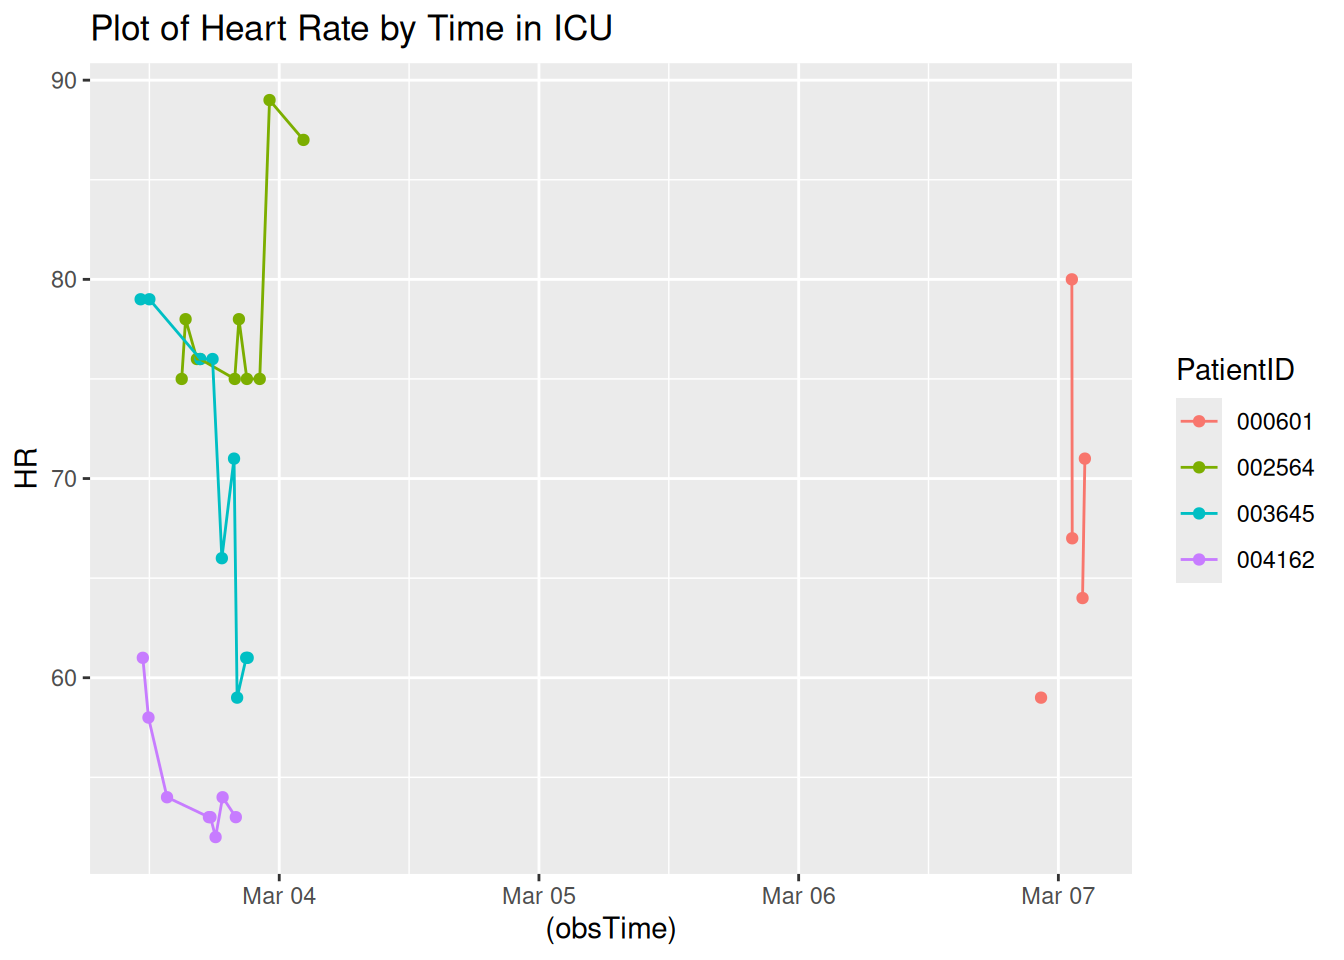 Plot of Heart Rate by Time in ICU
90
80
70
60
HR
Mar 04 Mar 05 Mar 06 Mar 07
(obsTime)
PatientID
000601
002564
003645
004162